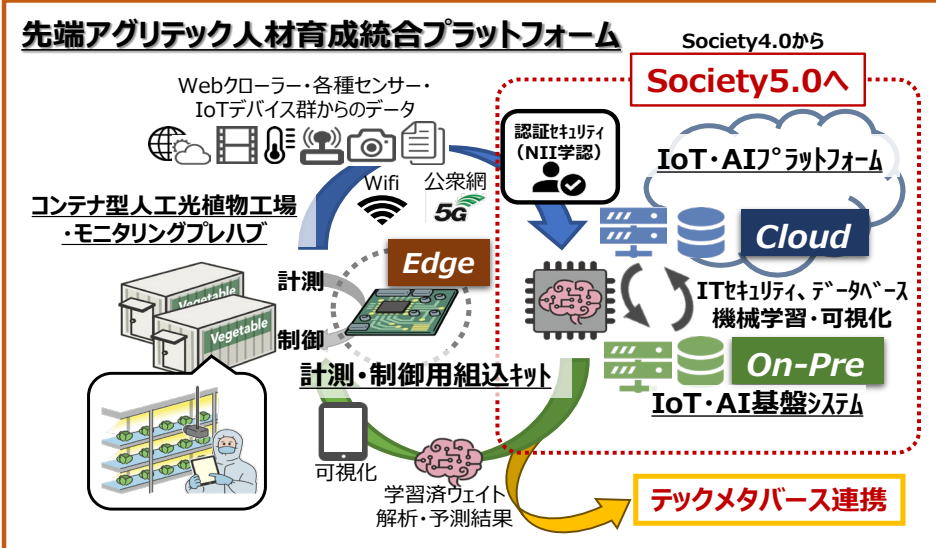 先端アグリテック人材育成統合プラットフォーム
Society4.0から
Society5.0へ
Webクローラー・各種センサー・
IoTデバイス群からのデータ
認証ｾｷｭﾘﾃｨ
（NII学認）
IoT・AIﾌﾟﾗｯﾄﾌｫｰﾑ
Wifi
公衆網
5G
コンテナ型人工光植物工場
・モニタリングプレハブ
Cloud
Edge
計測
制御
Vegetable
Vegetable
ITｾｷｭﾘﾃｨ、ﾃﾞｰﾀﾍﾞｰｽ
機械学習・可視化
On-Pre
計測・制御用組込ｷｯﾄ
IoT・AI基盤ｼｽﾃﾑ
可視化
学習済ｳｪｲﾄ
解析・予測結果
テックメタバース連携